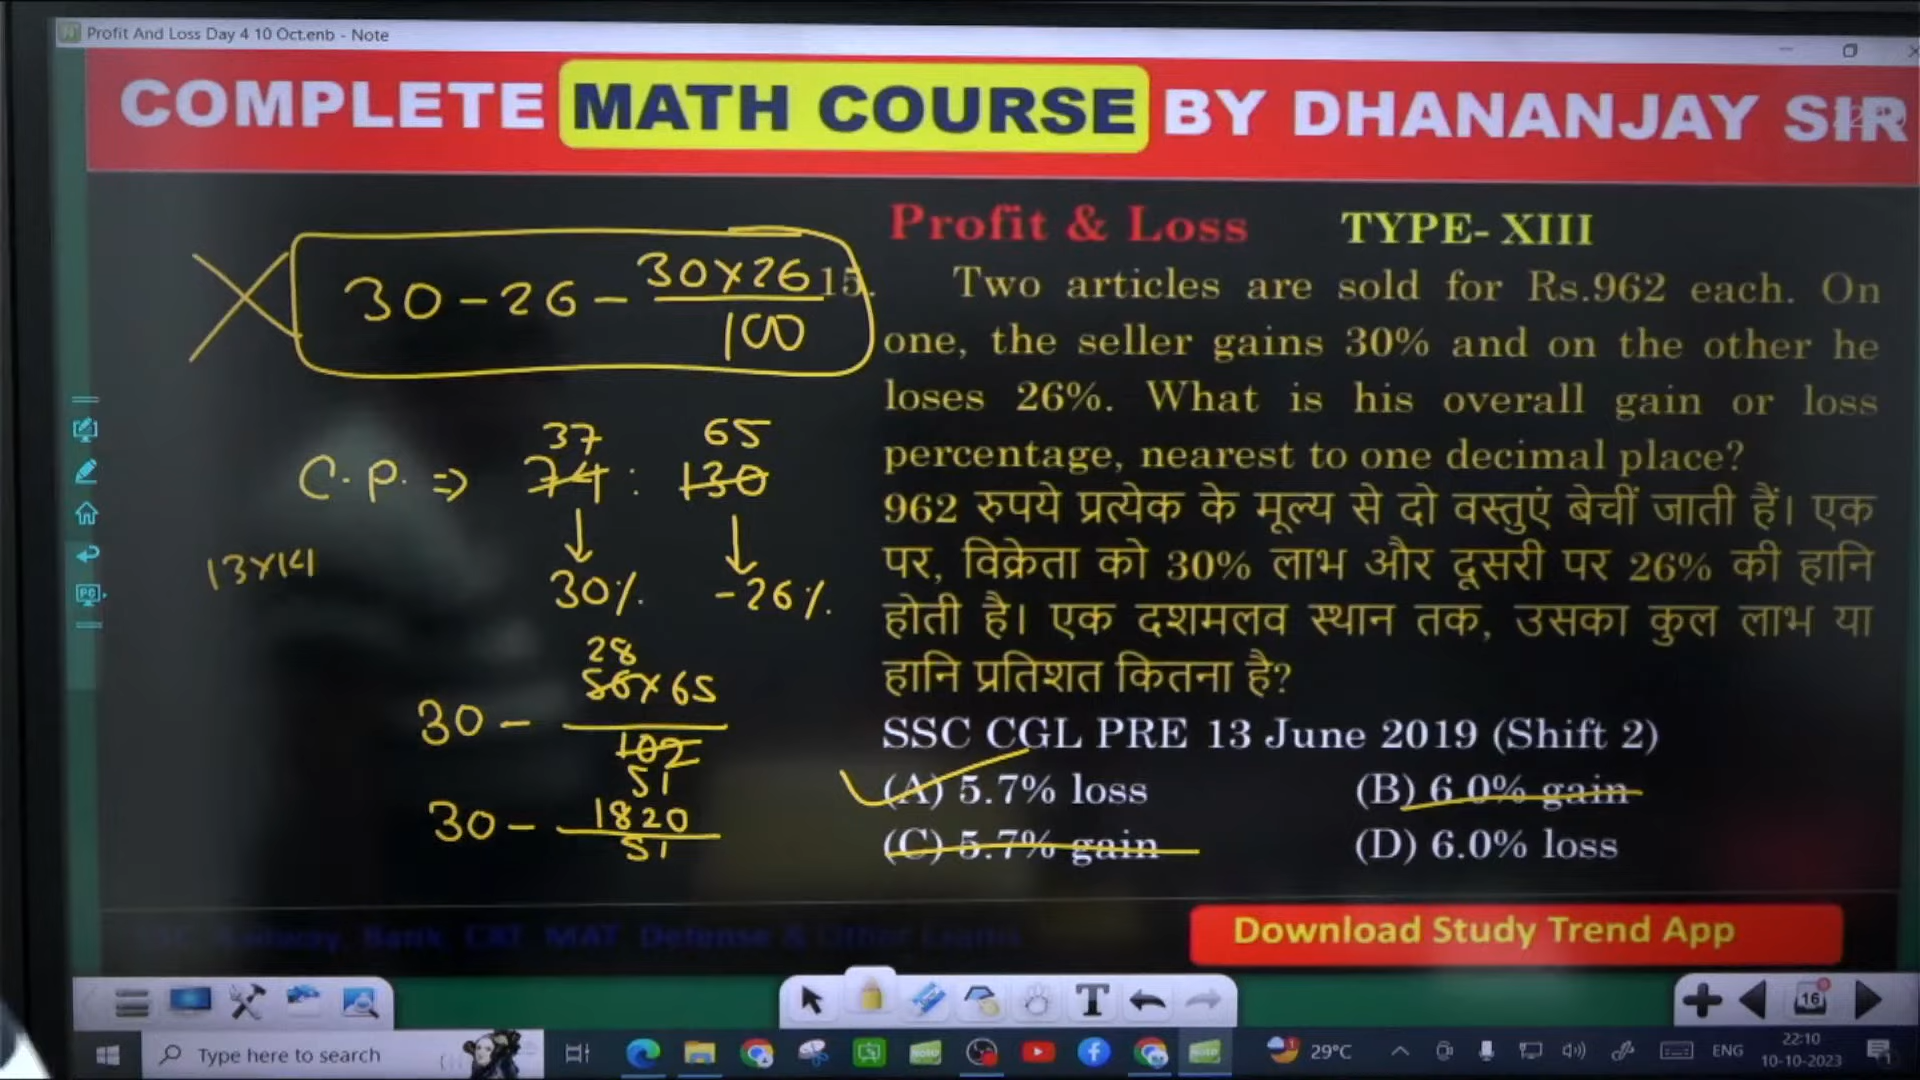 Profit And Loss Day 4 10 Oct.enb - Note
COMPLETE MATH COURSE BY DHANANJAY SIR
Profit & Loss TYPE- XIII
15. Two articles are sold for Rs.962 each. On
one, the seller gains 30% and on the other he
loses 26%. What is his overall gain or loss
percentage, nearest to one decimal place?
962 रुपये प्रत्येक के मूल्य से दो वस्तुएं बेचीं जाती हैं। एक
पर, विक्रेता को 30% लाभ और दूसरी पर 26% की हानि
होती है। एक दशमलव स्थान तक, उसका कुल लाभ या
हानि प्रतिशत कितना है?
SSC CGL PRE 13 June 2019 (Shift 2)
(A) 5.7% loss (B) 6.0% gain
(C) 5.7% gain (D) 6.0% loss
30 - 26 - 30×26
100
37 65
C.P. ⇒ 74 : 130
13×14
30% -26%
28
30 - 56×65
102
51
30 - 1820
51
Download Study Trend App
T
16
Type here to search
29°C
ENG
22:10
10-10-2023